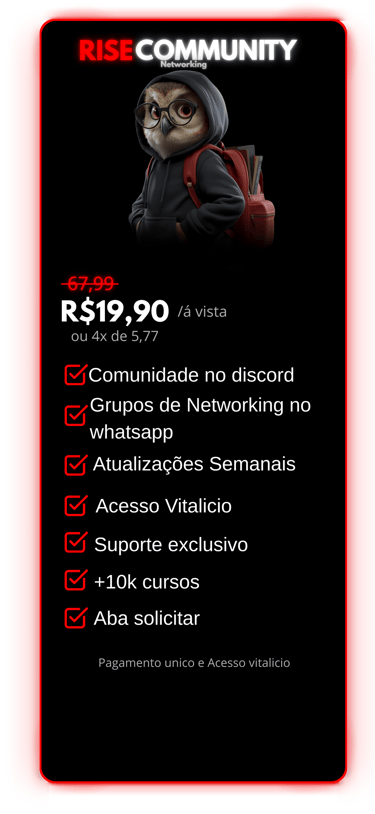 RISECOMMUNITY
Networking
67,99
R$19,90 /á vista
ou 4x de 5,77
Comunidade no discord
Grupos de Networking no
whatsapp
Atualizações Semanais
Acesso Vitalicio
Suporte exclusivo
+10k cursos
Aba solicitar
Pagamento unico e Acesso vitalicio